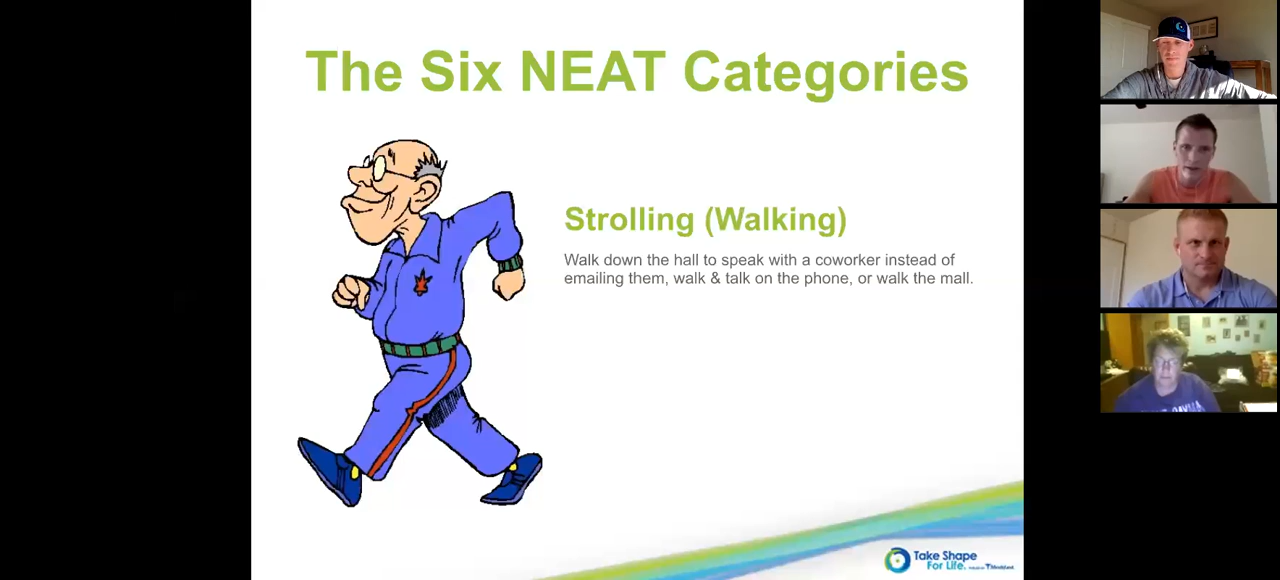 The Six NEAT Categories
Strolling (Walking)
Walk down the hall to speak with a coworker instead of
emailing them, walk & talk on the phone, or walk the mall.
Take Shape
For Life.